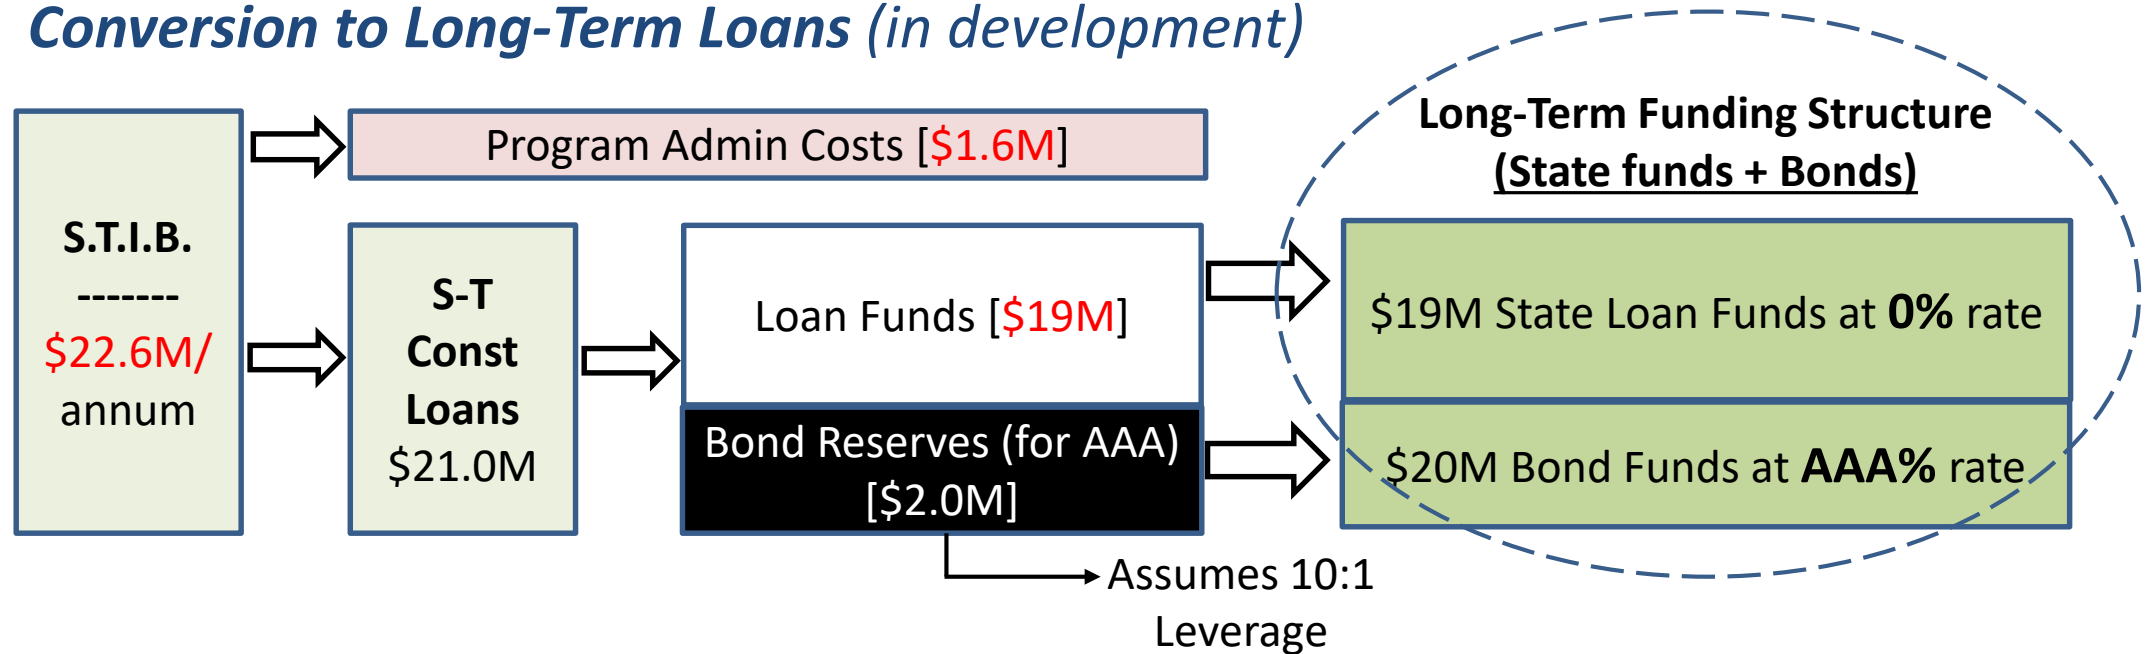 Conversion to Long-Term Loans (in development)
S.T.I.B.
-------
$22.6M/
annum
Program Admin Costs [$1.6M]
S-T
Const
Loans
$21.0M
Loan Funds [$19M]
Bond Reserves (for AAA)
[$2.0M]
Assumes 10:1
Leverage
Long-Term Funding Structure
(State funds + Bonds)
$19M State Loan Funds at 0% rate
$20M Bond Funds at AAA% rate